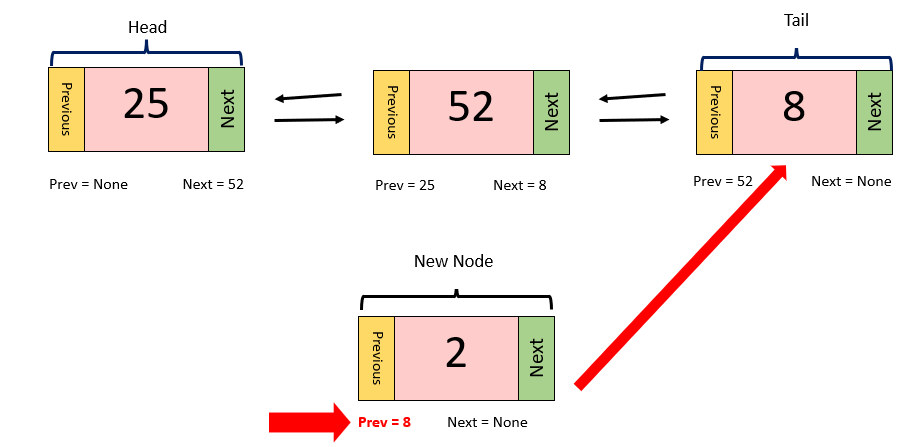 Head
Tail
Previous 25 Next
Previous 52 Next
Previous 8 Next
Prev = None Next = 52
Prev = 25 Next = 8
Prev = 52 Next = None
New Node
Previous 2 Next
Prev = 8 Next = None